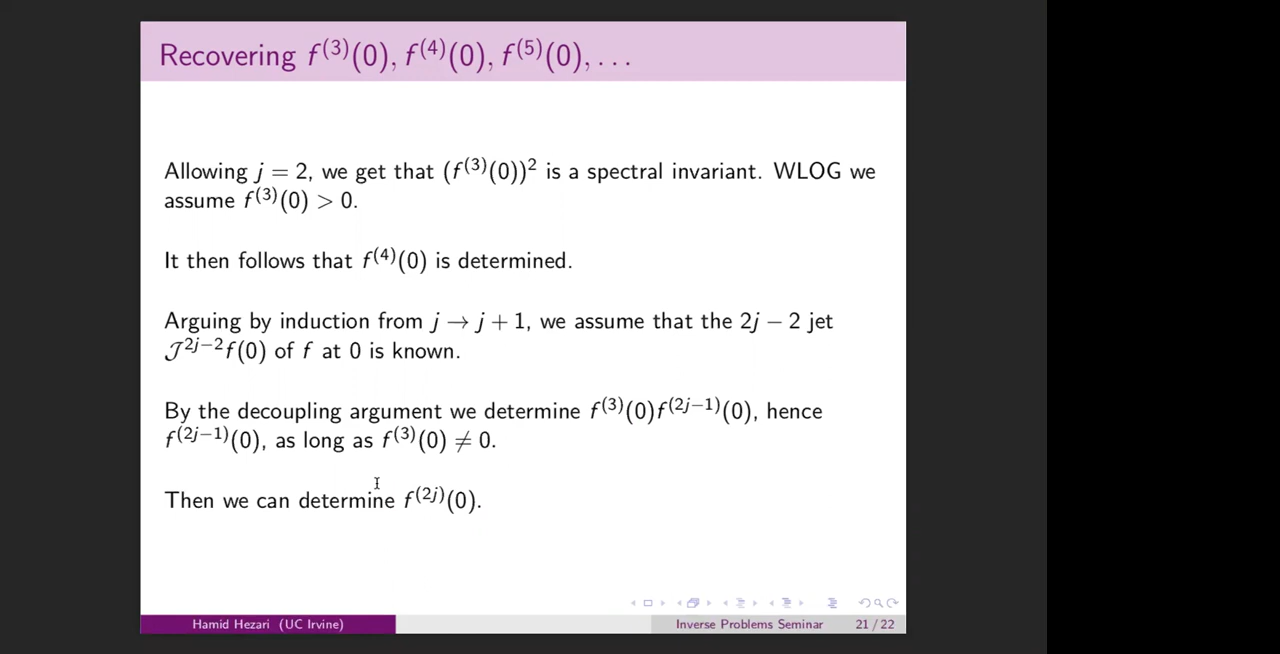 Recovering f⁽³⁾(0), f⁽⁴⁾(0), f⁽⁵⁾(0), . . .
Allowing j = 2, we get that (f⁽³⁾(0))² is a spectral invariant. WLOG we
assume f⁽³⁾(0) > 0.
It then follows that f⁽⁴⁾(0) is determined.
Arguing by induction from j → j + 1, we assume that the 2j − 2 jet
𝒥²ʲ⁻²f(0) of f at 0 is known.
By the decoupling argument we determine f⁽³⁾(0)f⁽²ʲ⁻¹⁾(0), hence
f⁽²ʲ⁻¹⁾(0), as long as f⁽³⁾(0) ≠ 0.
Then we can determine f⁽²ʲ⁾(0).
Hamid Hezari (UC Irvine)
Inverse Problems Seminar
21 / 22